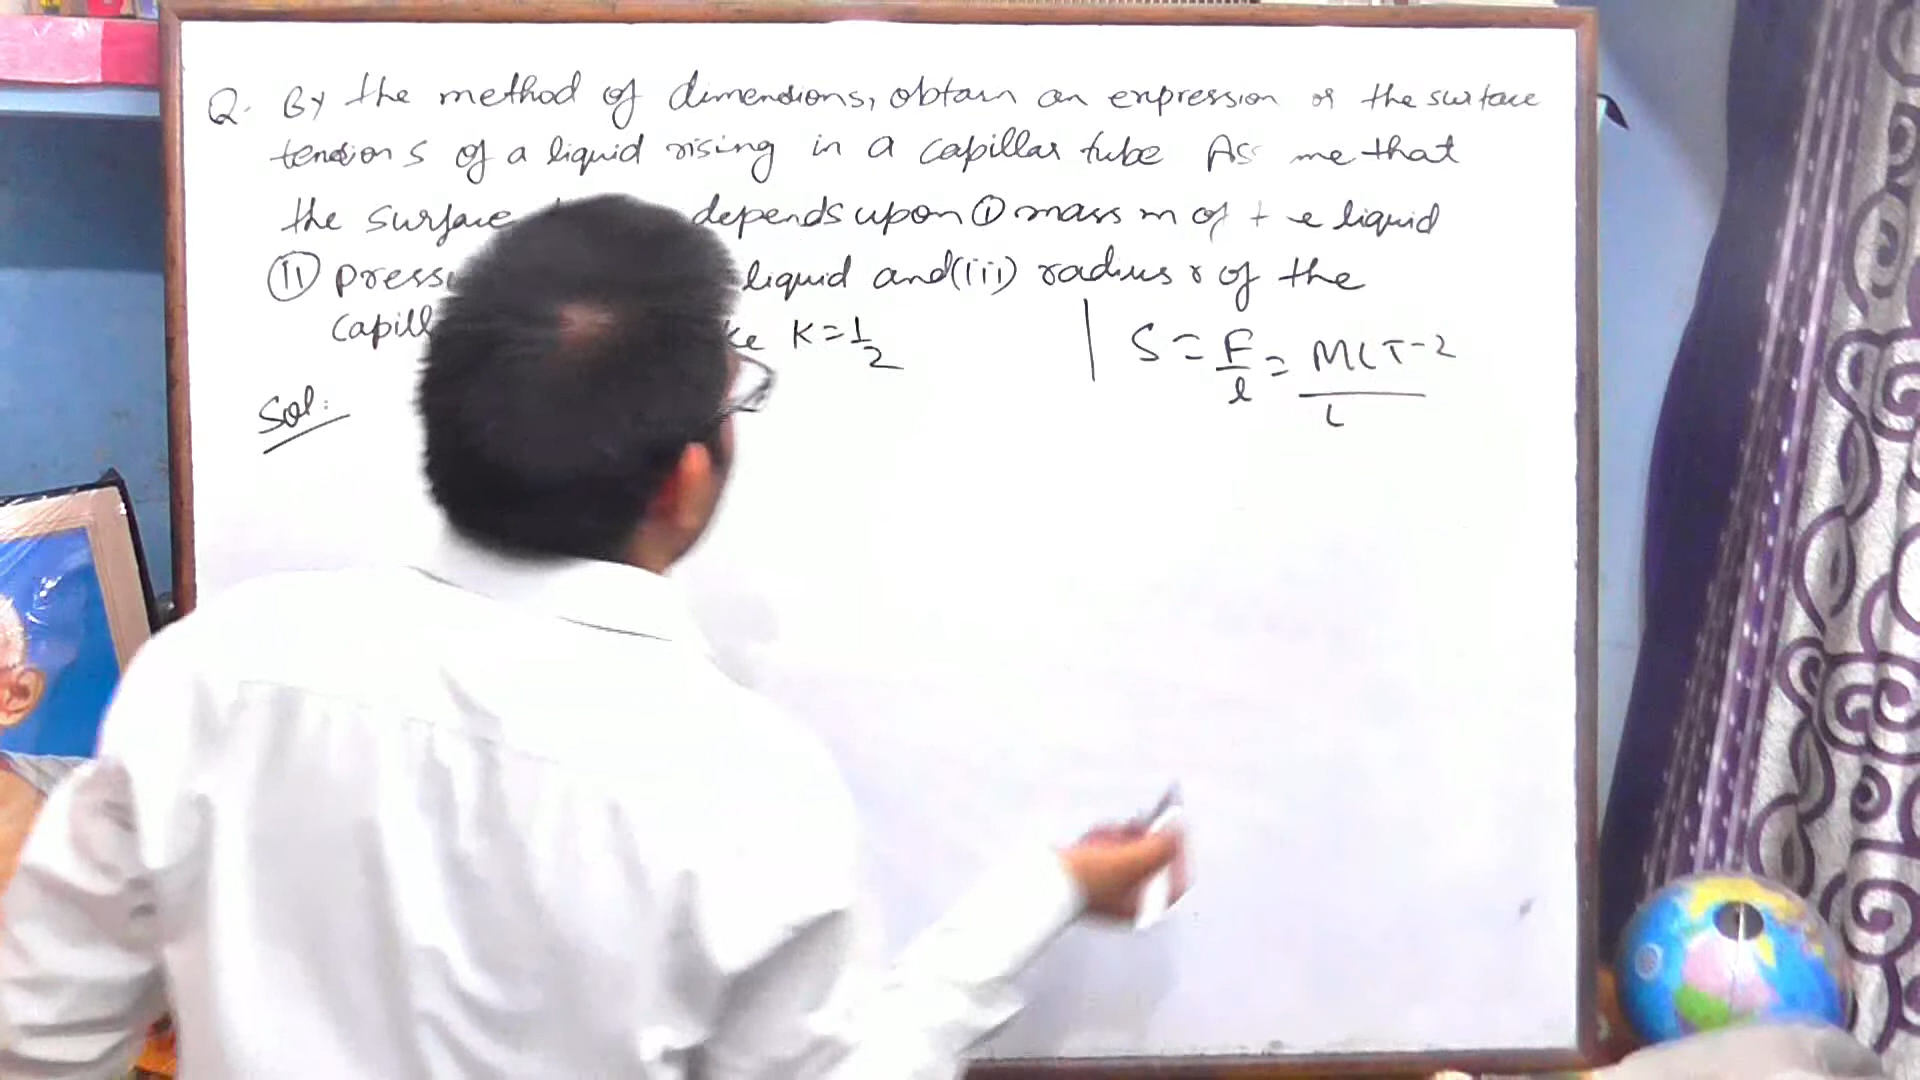 Q. By the method of dimensions, obtain an expression of the surface
tension S of a liquid rising in a capillar tube As me that
the surface depends upon ① mass m of t e liquid
ⓘⓘ press liquid and (iii) radius r of the
capill K = 1/2
S = F/l = MLT-2/L
Sol: